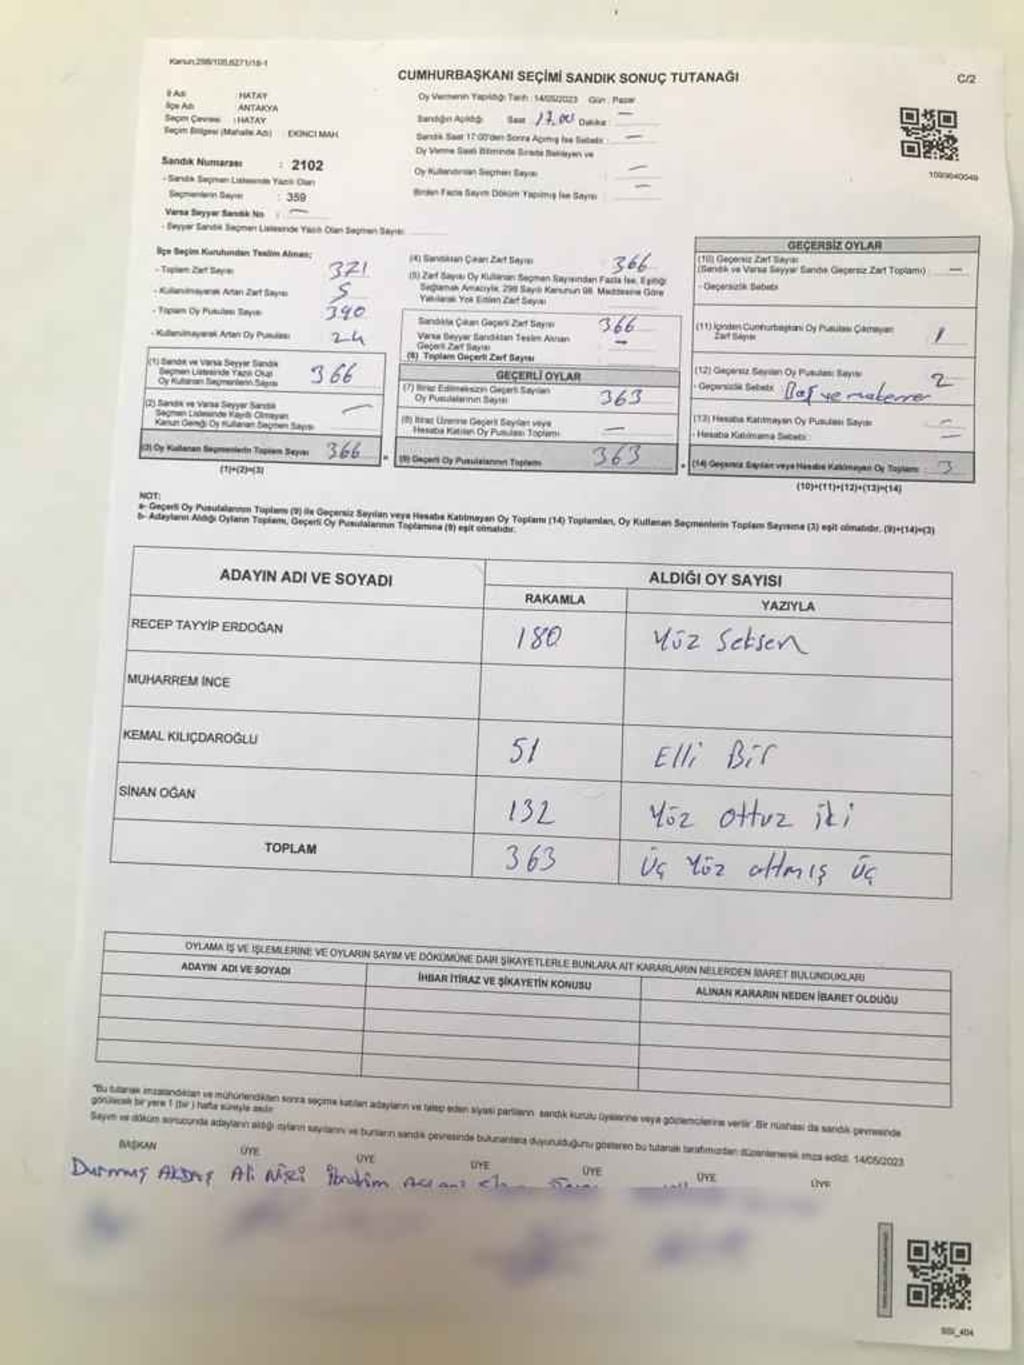 Kanun:298/105,6271/18-1
CUMHURBAŞKANI SEÇİMİ SANDIK SONUÇ TUTANAĞI
C/2
İl Adı : HATAY
İlçe Adı : ANTAKYA
Seçim Çevresi : HATAY
Seçim Bölgesi (Mahalle Adı) : EKİNCİ MAH
Sandık Numarası : 2102
- Sandık Seçmen Listesinde Yazılı Olan
Seçmenlerin Sayısı : 359
Varsa Seyyar Sandık No : —
- Seyyar Sandık Seçmen Listesinde Yazılı Olan Seçmen Sayısı:
Oy Vermenin Yapıldığı Tarih : 14/05/2023 Gün : Pazar
Sandığın Açıldığı Saat : 17.00 Dakika : —
Sandık Saat 17:00'den Sonra Açılmış İse Sebebi : —
Oy Verme Saati Bitiminde Sırada Bekleyen ve
Oy Kullandırılan Seçmen Sayısı : —
Birden Fazla Sayım Döküm Yapılmış İse Sayısı : —
İlçe Seçim Kurulundan Teslim Alınan;
- Toplam Zarf Sayısı : 371
- Kullanılmayarak Artan Zarf Sayısı : 5
- Toplam Oy Pusulası Sayısı : 390
- Kullanılmayarak Artan Oy Pusulası : 24
(1) Sandık ve Varsa Seyyar Sandık
Seçmen Listesinde Yazılı Olup
Oy Kullanan Seçmenlerin Sayısı : 366
(2) Sandık ve Varsa Seyyar Sandık
Seçmen Listesinde Kayıtlı Olmayan
Kanun Gereği Oy Kullanan Seçmen Sayısı : —
(3) Oy Kullanan Seçmenlerin Toplam Sayısı : 366
(1)+(2)=(3)
(4) Sandıktan Çıkan Zarf Sayısı : 366
(5) Zarf Sayısı Oy Kullanan Seçmen Sayısından Fazla İse, Eşitliği
Sağlamak Amacıyla, 298 Sayılı Kanunun 98. Maddesine Göre
Yakılarak Yok Edilen Zarf Sayısı
Sandıkta Çıkan Geçerli Zarf Sayısı : 366
Varsa Seyyar Sandıktan Teslim Alınan
Geçerli Zarf Sayısı : —
(6) Toplam Geçerli Zarf Sayısı
GEÇERLİ OYLAR
(7) İtiraz Edilmeksizin Geçerli Sayılan
Oy Pusulalarının Sayısı : 363
(8) İtiraz Üzerine Geçerli Sayılan veya
Hesaba Katılan Oy Pusulası Toplamı : —
(9) Geçerli Oy Pusulalarının Toplamı : 363
GEÇERSİZ OYLAR
(10) Geçersiz Zarf Sayısı
(Sandık ve Varsa Seyyar Sandık Geçersiz Zarf Toplamı) : —
- Geçersizlik Sebebi :
(11) İçinden Cumhurbaşkanı Oy Pusulası Çıkmayan
Zarf Sayısı : 1
(12) Geçersiz Sayılan Oy Pusulası Sayısı : 2
- Geçersizlik Sebebi :
(13) Hesaba Katılmayan Oy Pusulası Sayısı : —
- Hesaba Katılmama Sebebi : —
(14) Geçersiz Sayılan veya Hesaba Katılmayan Oy Toplamı : 3
(10)+(11)+(12)+(13)=(14)
NOT:
a- Geçerli Oy Pusulalarının Toplamı (9) ile Geçersiz Sayılan veya Hesaba Katılmayan Oy Toplamı (14) Toplamları, Oy Kullanan Seçmenlerin Toplam Sayısına (3) eşit olmalıdır. (9)+(14)=(3)
b- Adayların Aldığı Oyların Toplamı, Geçerli Oy Pusulalarının Toplamına (9) eşit olmalıdır.
ADAYIN ADI VE SOYADI
ALDIĞI OY SAYISI
RAKAMLA YAZIYLA
RECEP TAYYİP ERDOĞAN 180 Yüz Seksen
MUHARREM İNCE
KEMAL KILIÇDAROĞLU 51 Elli Bir
SİNAN OĞAN 132 Yüz ottuz iki
TOPLAM 363 Üç Yüz altmış üç
OYLAMA İŞ VE İŞLEMLERİNE VE OYLARIN SAYIM VE DÖKÜMÜNE DAİR ŞİKAYETLERLE BUNLARA AİT KARARLARIN NELERDEN İBARET BULUNDUKLARI
ADAYIN ADI VE SOYADI İHBAR İTİRAZ VE ŞİKAYETİN KONUSU ALINAN KARARIN NEDEN İBARET OLDUĞU
"Bu tutanak imzalandıktan ve mühürlendikten sonra seçime katılan adayların ve talep eden siyasi partilerin sandık kurulu üyelerine veya gözlemcilerine verilir. Bir nüshası da sandık çevresinde
görülecek bir yere 1 (bir ) hafta süreyle asılır.
Sayım ve döküm sonucunda adayların aldığı oyların sayılarını ve bunların sandık çevresinde bulunanlara duyurulduğunu gösteren bu tutanak tarafımızdan düzenlenerek imza edildi. 14/05/2023
BAŞKAN ÜYE ÜYE ÜYE ÜYE ÜYE ÜYE
Durmuş Akbaş Ali İbrahim
SSI_404